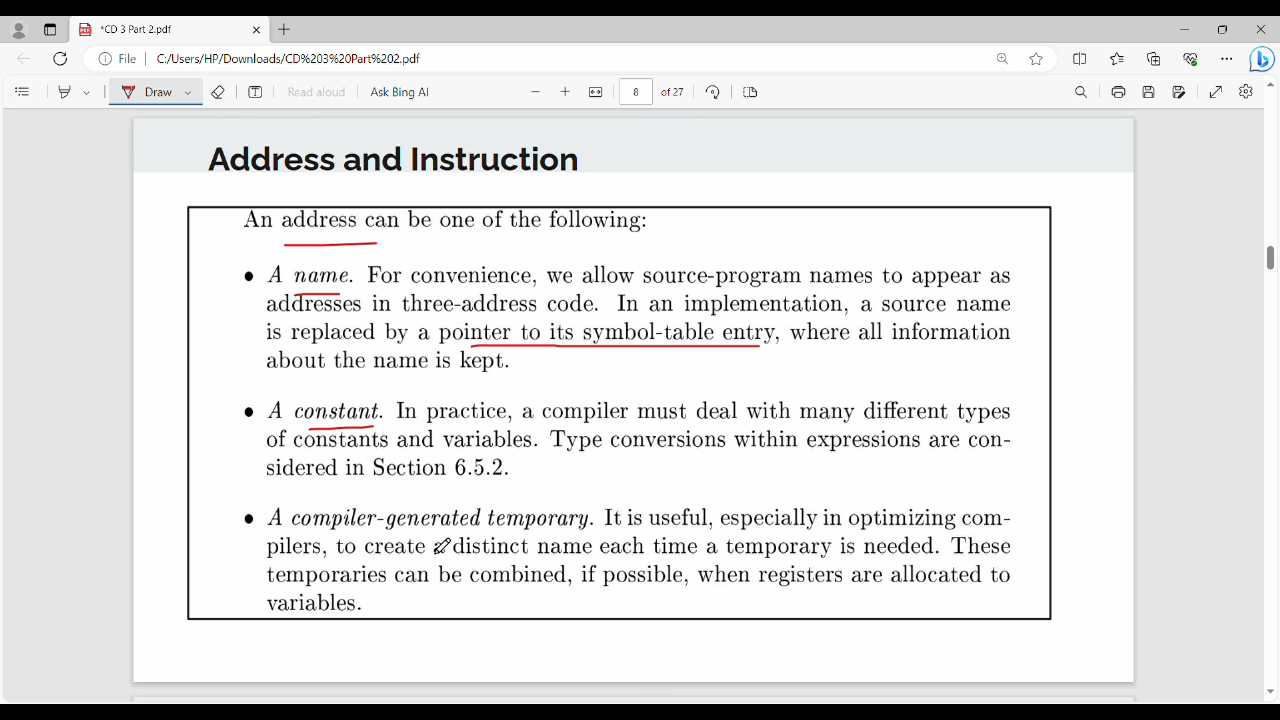 *CD 3 Part 2.pdf
File
C:/Users/HP/Downloads/CD%203%20Part%202.pdf
Draw
Read aloud
Ask Bing AI
8
of 27
Address and Instruction
An address can be one of the following:
• A name. For convenience, we allow source-program names to appear as
addresses in three-address code. In an implementation, a source name
is replaced by a pointer to its symbol-table entry, where all information
about the name is kept.
• A constant. In practice, a compiler must deal with many different types
of constants and variables. Type conversions within expressions are con-
sidered in Section 6.5.2.
• A compiler-generated temporary. It is useful, especially in optimizing com-
pilers, to create a distinct name each time a temporary is needed. These
temporaries can be combined, if possible, when registers are allocated to
variables.